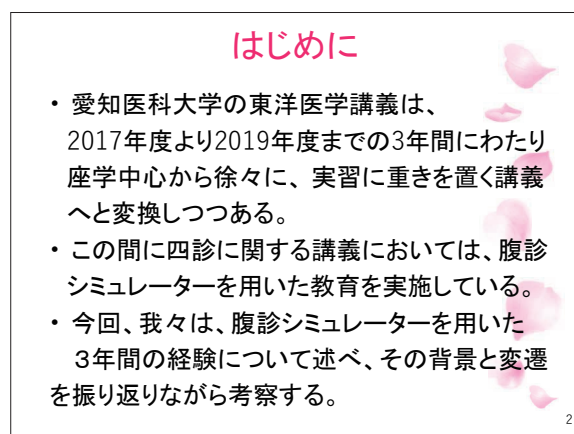 はじめに
・ 愛知医科大学の東洋医学講義は、
2017年度より2019年度までの3年間にわたり
座学中心から徐々に、実習に重きを置く講義
へと変換しつつある。
・ この間に四診に関する講義においては、腹診
シミュレーターを用いた教育を実施している。
・ 今回、我々は、腹診シミュレーターを用いた
３年間の経験について述べ、その背景と変遷
を振り返りながら考察する。
2